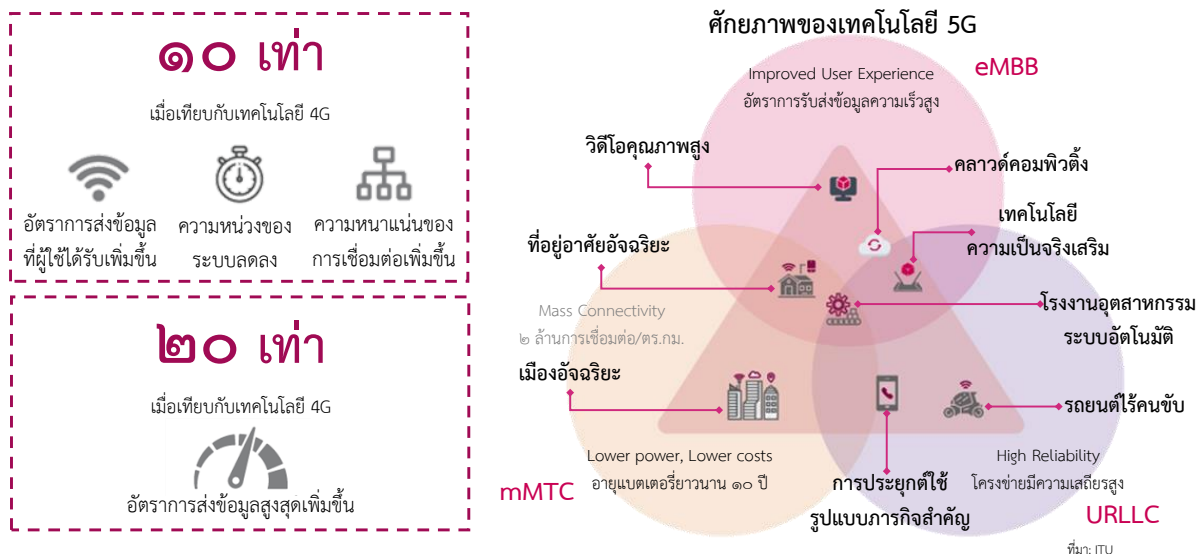 ๑๐ เท่า
เมื่อเทียบกับเทคโนโลยี 4G
อัตราการส่งข้อมูล
ที่ผู้ใช้ได้รับเพิ่มขึ้น
ความหน่วงของ
ระบบลดลง
ความหนาแน่นของ
การเชื่อมต่อเพิ่มขึ้น
๒๐ เท่า
เมื่อเทียบกับเทคโนโลยี 4G
อัตราการส่งข้อมูลสูงสุดเพิ่มขึ้น
ศักยภาพของเทคโนโลยี 5G
eMBB
Improved User Experience
อัตราการรับส่งข้อมูลความเร็วสูง
วิดีโอคุณภาพสูง
คลาวด์คอมพิวติ้ง
เทคโนโลยี
ความเป็นจริงเสริม
ที่อยู่อาศัยอัจฉริยะ
Mass Connectivity
๒ ล้านการเชื่อมต่อ/ตร.กม.
โรงงานอุตสาหกรรม
ระบบอัตโนมัติ
เมืองอัจฉริยะ
รถยนต์ไร้คนขับ
Lower power, Lower costs
อายุแบตเตอรี่ยาวนาน ๑๐ ปี
mMTC
การประยุกต์ใช้
รูปแบบภารกิจสำคัญ
High Reliability
โครงข่ายมีความเสถียรสูง
URLLC
ที่มา: ITU